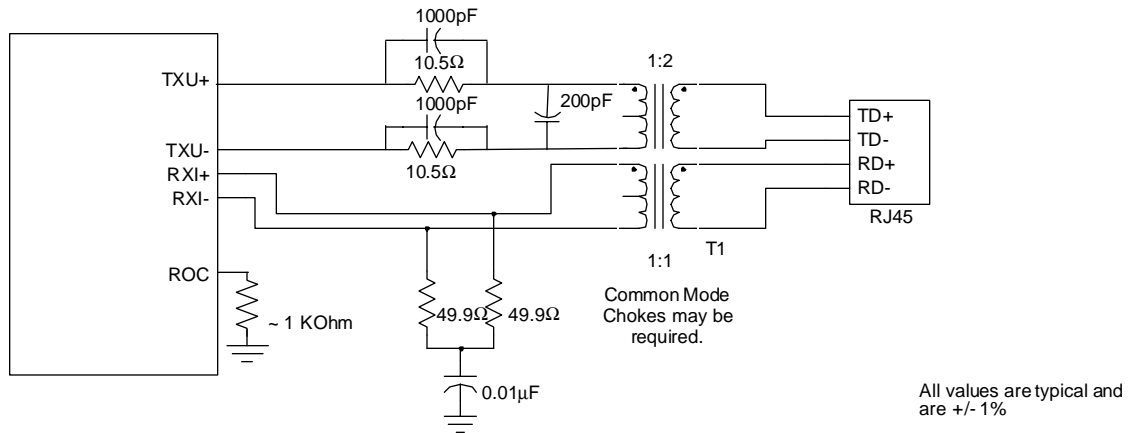 1000pF
10.5Ω
TXU+
1:2
1000pF
200pF
TD+
TD-
RD+
RD-
RJ45
TXU-
10.5Ω
RXI+
RXI-
1:1
T1
ROC
~ 1 KOhm
49.9Ω
49.9Ω
Common Mode
Chokes may be
required.
0.01µF
All values are typical and
are +/- 1%